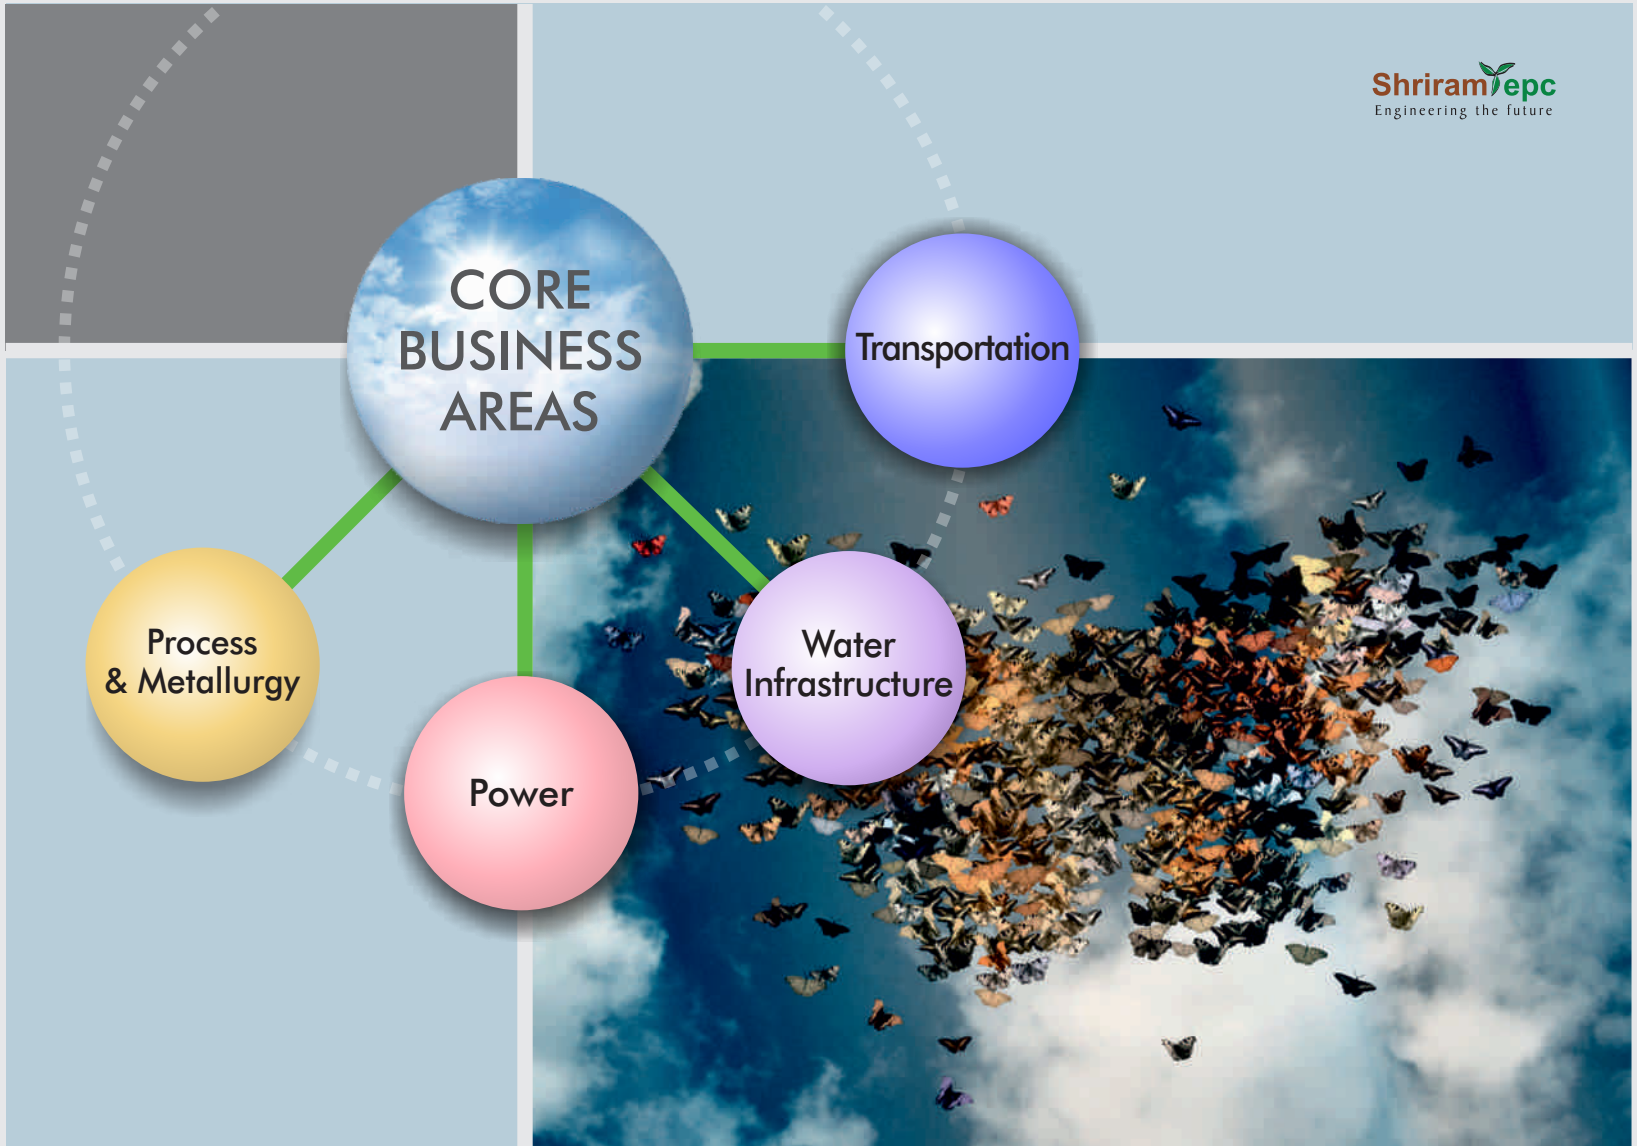 Shriram epc
Engineering the future
CORE
BUSINESS
AREAS
Transportation
Process
& Metallurgy
Water
Infrastructure
Power